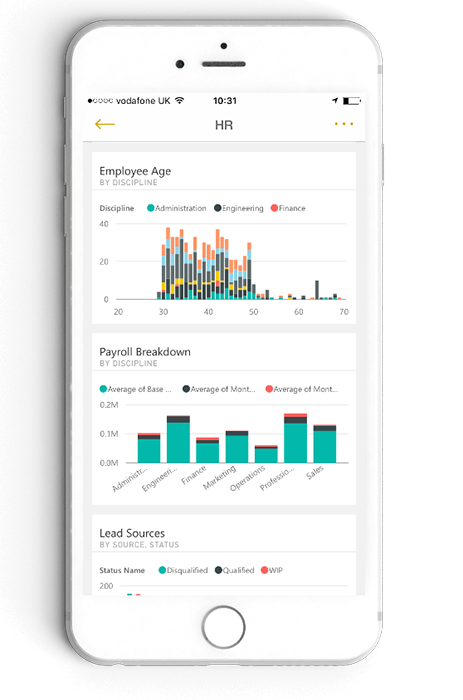 vodafone UK 10:31
HR
Employee Age
BY DISCIPLINE
Discipline Administration Engineering Finance
40
20
0
20 30 40 50 60 70
Payroll Breakdown
BY DISCIPLINE
Average of Base ... Average of Mont... Average of Mont...
0.2M
0.1M
0.0M
Administr... Engineen... Finance Marketing Operations Professio... Sales
Lead Sources
BY SOURCE, STATUS
Status Name Disqualified Qualified WIP
200